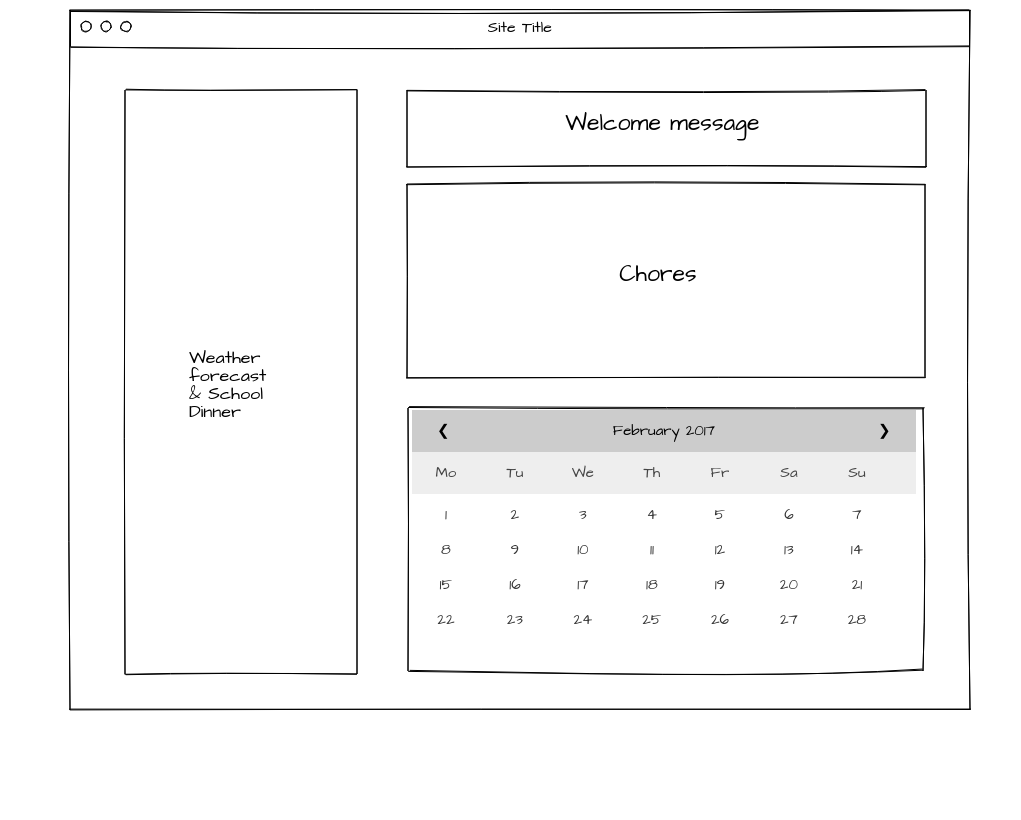 Site Title
Weather
forecast
& School
Dinner
Welcome message
Chores
❮ February 2017 ❯
Mo Tu We Th Fr Sa Su
1 2 3 4 5 6 7
8 9 10 11 12 13 14
15 16 17 18 19 20 21
22 23 24 25 26 27 28